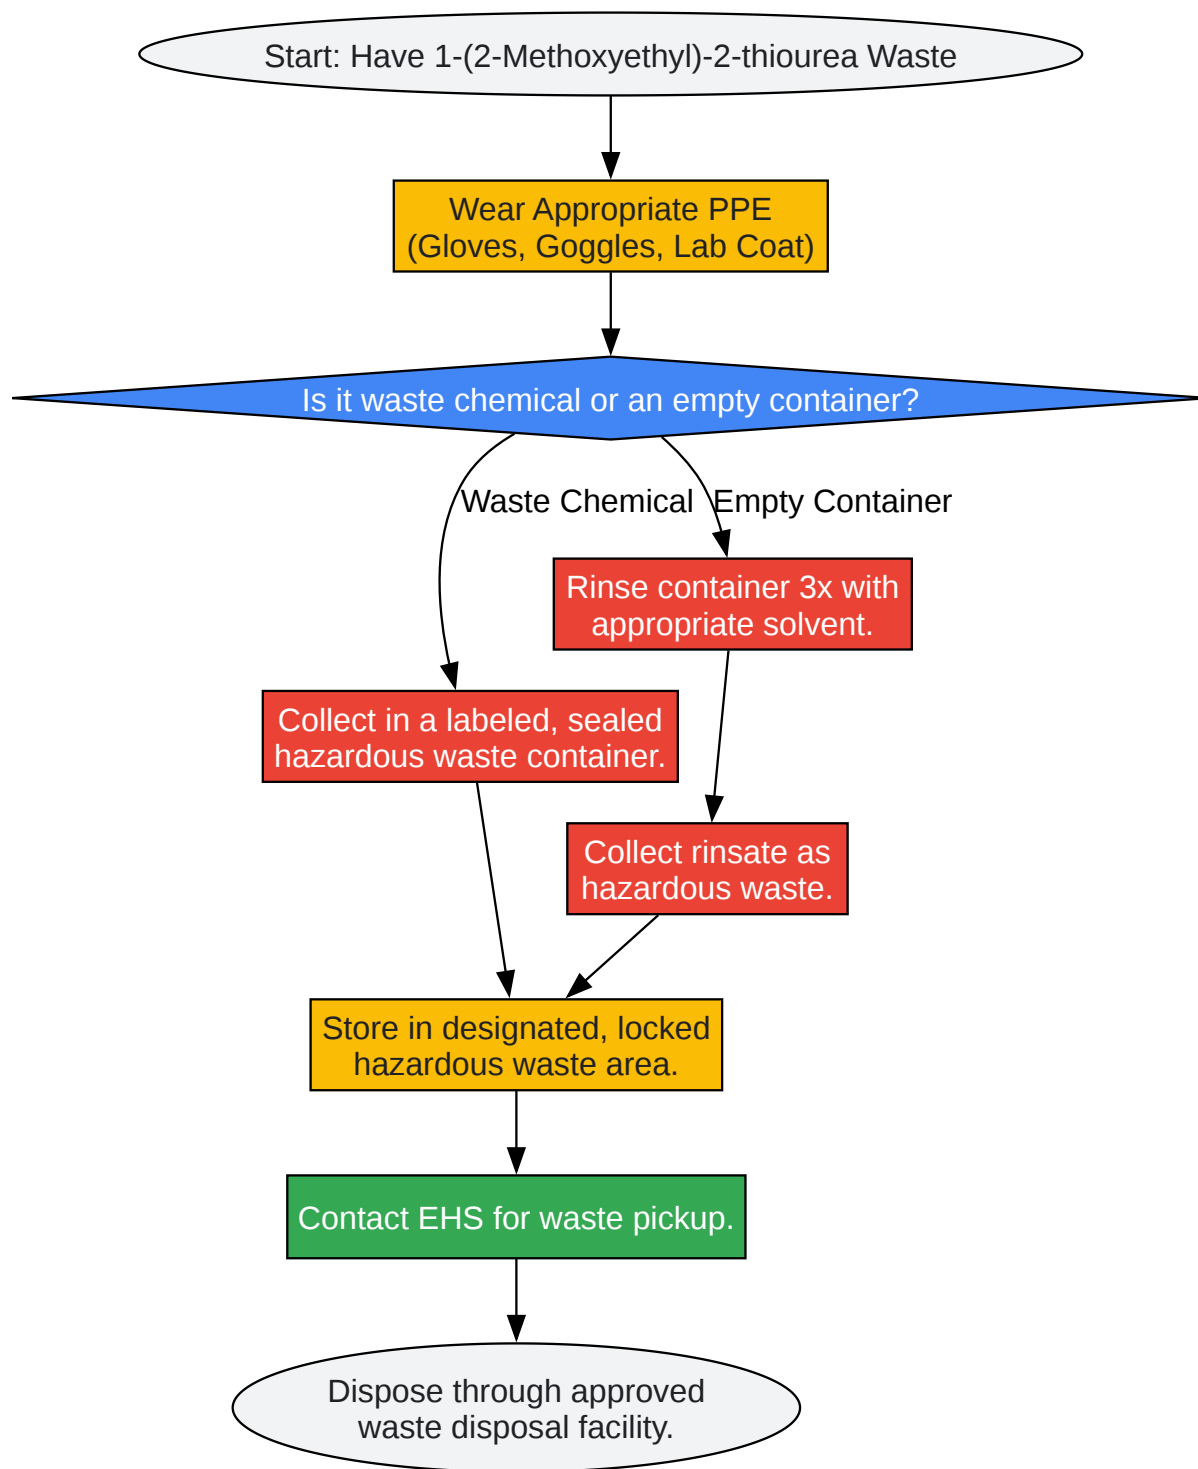 Start: Have 1-(2-Methoxyethyl)-2-thiourea Waste
Wear Appropriate PPE
(Gloves, Goggles, Lab Coat)
Is it waste chemical or an empty container?
Waste Chemical
Empty Container
Rinse container 3x with
appropriate solvent.
Collect in a labeled, sealed
hazardous waste container.
Collect rinsate as
hazardous waste.
Store in designated, locked
hazardous waste area.
Contact EHS for waste pickup.
Dispose through approved
waste disposal facility.